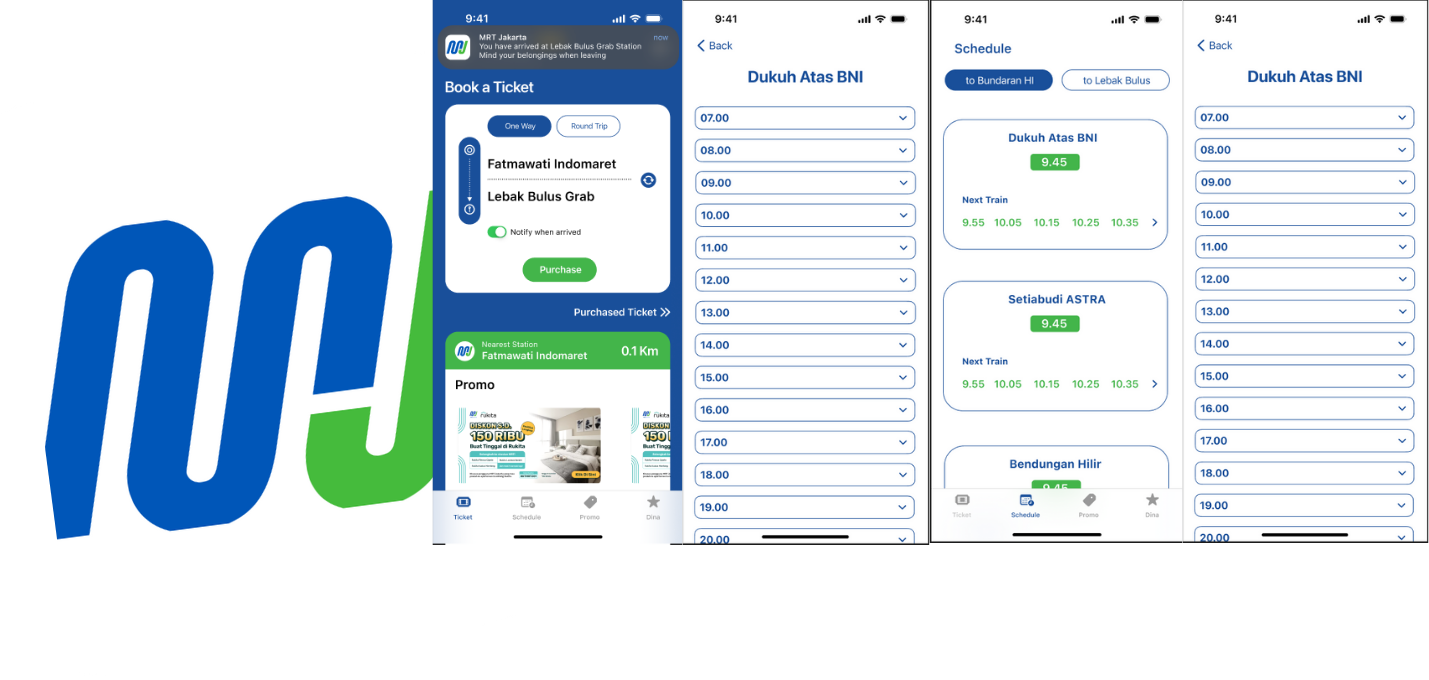 9:41
MRT Jakarta
now
You have arrived at Lebak Bulus Grab Station
Mind your belongings when leaving
Book a Ticket
One Way
Round Trip
Fatmawati Indomaret
Lebak Bulus Grab
Notify when arrived
Purchase
Purchased Ticket
Nearest Station
Fatmawati Indomaret
0.1 Km
Promo
rukita
DISKON S.D.
150 RIBU
Buat Tinggal di Rukita
rukita
DISKON
150
Buat Ting
Ticket
Schedule
Promo
Dina
9:41
Back
Dukuh Atas BNI
07.00
08.00
09.00
10.00
11.00
12.00
13.00
14.00
15.00
16.00
17.00
18.00
19.00
20.00
9:41
Schedule
to Bundaran HI
to Lebak Bulus
Dukuh Atas BNI
9.45
Next Train
9.55 10.05 10.15 10.25 10.35
Setiabudi ASTRA
9.45
Next Train
9.55 10.05 10.15 10.25 10.35
Bendungan Hilir
9.45
Ticket
Schedule
Promo
Dina
9:41
Back
Dukuh Atas BNI
07.00
08.00
09.00
10.00
11.00
12.00
13.00
14.00
15.00
16.00
17.00
18.00
19.00
20.00